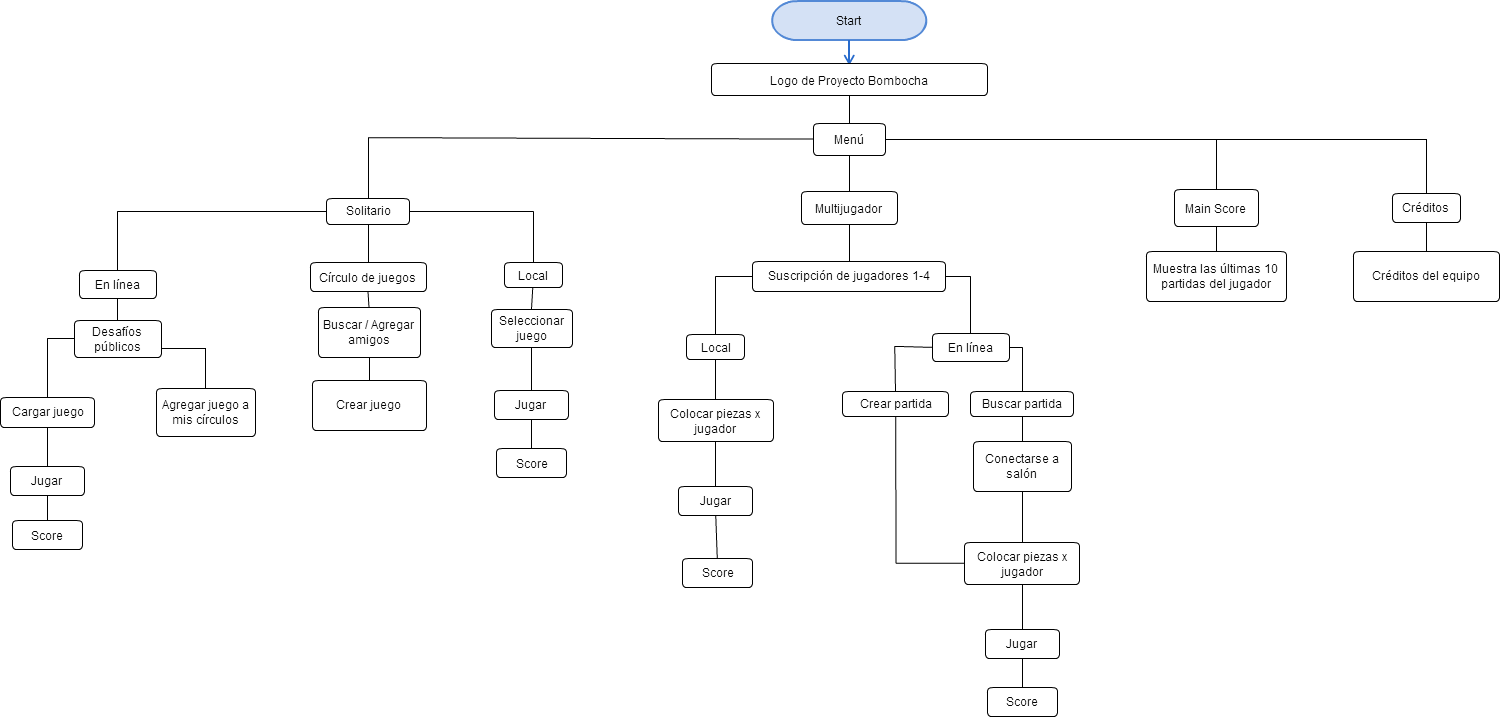 Start
Logo de Proyecto Bombocha
Menú
Solitario
Multijugador
Main Score
Créditos
En línea
Círculo de juegos
Local
Suscripción de jugadores 1-4
Muestra las últimas 10
partidas del jugador
Créditos del equipo
Desafíos
públicos
Buscar / Agregar
amigos
Seleccionar
juego
Local
En línea
Cargar juego
Agregar juego a
mis círculos
Crear juego
Jugar
Colocar piezas x
jugador
Crear partida
Buscar partida
Jugar
Score
Score
Jugar
Conectarse a
salón
Score
Colocar piezas x
jugador
Jugar
Score